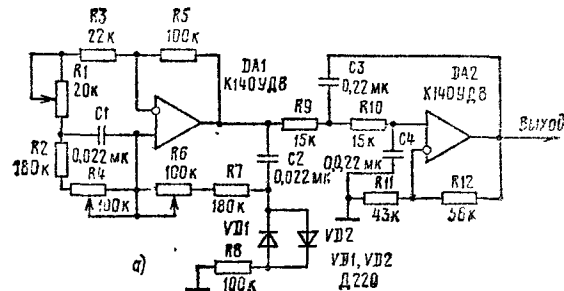 R3
22к
R5
100к
DA1
К140УД8
C3
0,22 мк
DA2
К140УД8
R1
20к
C1
0,022 мк
R9
15к
R10
15к
C4
0,022 мк
ВЫХОД
R2
180к
R4
100к
R6
100к
R7
180к
C2
0,022 мк
R11
43к
R12
56к
VD1
VD2
R8
100к
VD1, VD2
Д220
а)